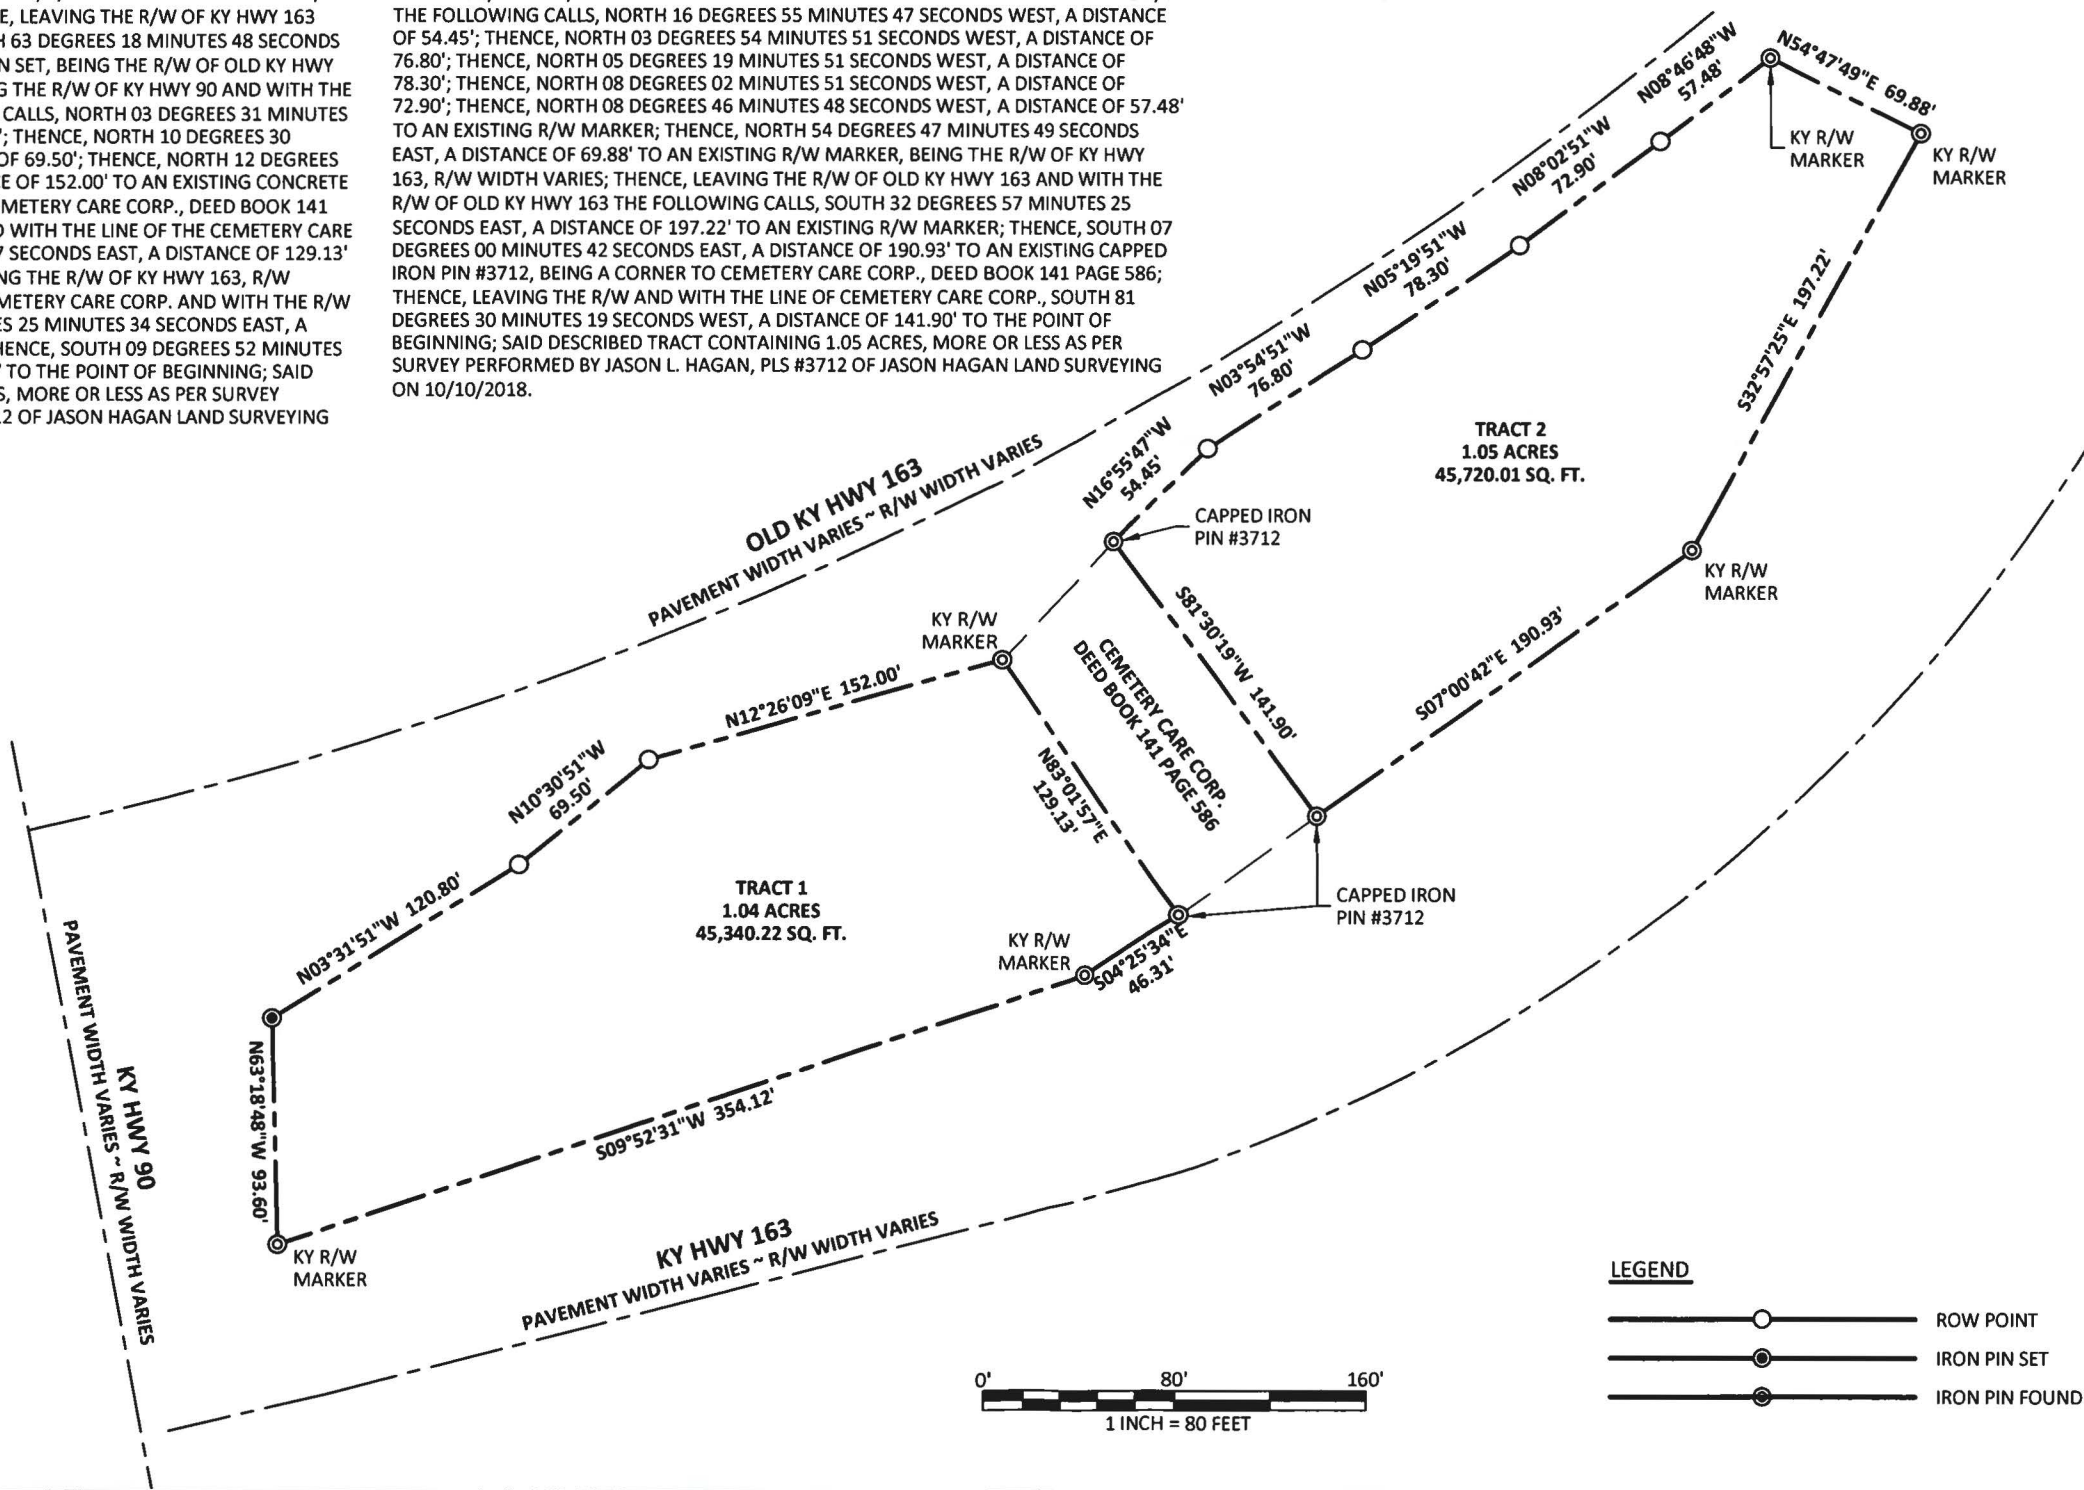 E, LEAVING THE R/W OF KY HWY 163
H 63 DEGREES 18 MINUTES 48 SECONDS
N SET, BEING THE R/W OF OLD KY HWY
G THE R/W OF KY HWY 90 AND WITH THE
CALLS, NORTH 03 DEGREES 31 MINUTES
'; THENCE, NORTH 10 DEGREES 30
OF 69.50'; THENCE, NORTH 12 DEGREES
E OF 152.00' TO AN EXISTING CONCRETE
METERY CARE CORP., DEED BOOK 141
D WITH THE LINE OF THE CEMETERY CARE
7 SECONDS EAST, A DISTANCE OF 129.13'
NG THE R/W OF KY HWY 163, R/W
METERY CARE CORP. AND WITH THE R/W
ES 25 MINUTES 34 SECONDS EAST, A
HENCE, SOUTH 09 DEGREES 52 MINUTES
' TO THE POINT OF BEGINNING; SAID
S, MORE OR LESS AS PER SURVEY
12 OF JASON HAGAN LAND SURVEYING
THE FOLLOWING CALLS, NORTH 16 DEGREES 55 MINUTES 47 SECONDS WEST, A DISTANCE
OF 54.45'; THENCE, NORTH 03 DEGREES 54 MINUTES 51 SECONDS WEST, A DISTANCE OF
76.80'; THENCE, NORTH 05 DEGREES 19 MINUTES 51 SECONDS WEST, A DISTANCE OF
78.30'; THENCE, NORTH 08 DEGREES 02 MINUTES 51 SECONDS WEST, A DISTANCE OF
72.90'; THENCE, NORTH 08 DEGREES 46 MINUTES 48 SECONDS WEST, A DISTANCE OF 57.48'
TO AN EXISTING R/W MARKER; THENCE, NORTH 54 DEGREES 47 MINUTES 49 SECONDS
EAST, A DISTANCE OF 69.88' TO AN EXISTING R/W MARKER, BEING THE R/W OF KY HWY
163, R/W WIDTH VARIES; THENCE, LEAVING THE R/W OF OLD KY HWY 163 AND WITH THE
R/W OF OLD KY HWY 163 THE FOLLOWING CALLS, SOUTH 32 DEGREES 57 MINUTES 25
SECONDS EAST, A DISTANCE OF 197.22' TO AN EXISTING R/W MARKER; THENCE, SOUTH 07
DEGREES 00 MINUTES 42 SECONDS EAST, A DISTANCE OF 190.93' TO AN EXISTING CAPPED
IRON PIN #3712, BEING A CORNER TO CEMETERY CARE CORP., DEED BOOK 141 PAGE 586;
THENCE, LEAVING THE R/W AND WITH THE LINE OF CEMETERY CARE CORP., SOUTH 81
DEGREES 30 MINUTES 19 SECONDS WEST, A DISTANCE OF 141.90' TO THE POINT OF
BEGINNING; SAID DESCRIBED TRACT CONTAINING 1.05 ACRES, MORE OR LESS AS PER
SURVEY PERFORMED BY JASON L. HAGAN, PLS #3712 OF JASON HAGAN LAND SURVEYING
ON 10/10/2018.
N08°46'48"W
57.48'
N54°47'49"E 69.88'
KY R/W
MARKER
KY R/W
MARKER
N08°02'51"W
72.90'
N05°19'51"W
78.30'
N03°54'51"W
76.80'
N16°55'47"W
54.45'
S32°57'25"E 197.22'
TRACT 2
1.05 ACRES
45,720.01 SQ. FT.
OLD KY HWY 163
PAVEMENT WIDTH VARIES ~ R/W WIDTH VARIES
CAPPED IRON
PIN #3712
KY R/W
MARKER
KY R/W
MARKER
S81°30'19"W 141.90'
CEMETERY CARE CORP.
DEED BOOK 141 PAGE 586
S07°00'42"E 190.93'
N12°26'09"E 152.00'
N83°01'57"E
129.13'
N10°30'51"W
69.50'
N03°31'51"W 120.80'
TRACT 1
1.04 ACRES
45,340.22 SQ. FT.
CAPPED IRON
PIN #3712
KY R/W
MARKER
S04°25'34"E
46.31'
N63°18'48"W 93.60'
S09°52'31"W 354.12'
KY HWY 90
PAVEMENT WIDTH VARIES ~ R/W WIDTH VARIES
KY R/W
MARKER
KY HWY 163
PAVEMENT WIDTH VARIES ~ R/W WIDTH VARIES
0' 80' 160'
1 INCH = 80 FEET
LEGEND
ROW POINT
IRON PIN SET
IRON PIN FOUND